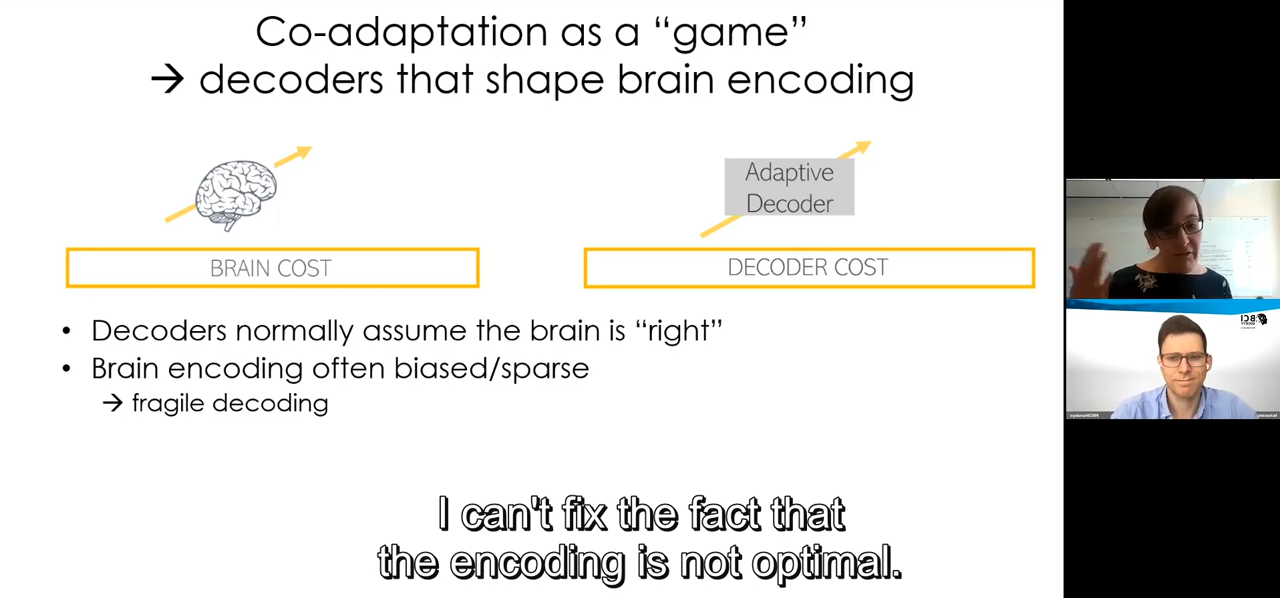 Co-adaptation as a “game”
→ decoders that shape brain encoding
Adaptive
Decoder
BRAIN COST
DECODER COST
• Decoders normally assume the brain is “right”
• Brain encoding often biased/sparse
→ fragile decoding
I can't fix the fact that
the encoding is not optimal.